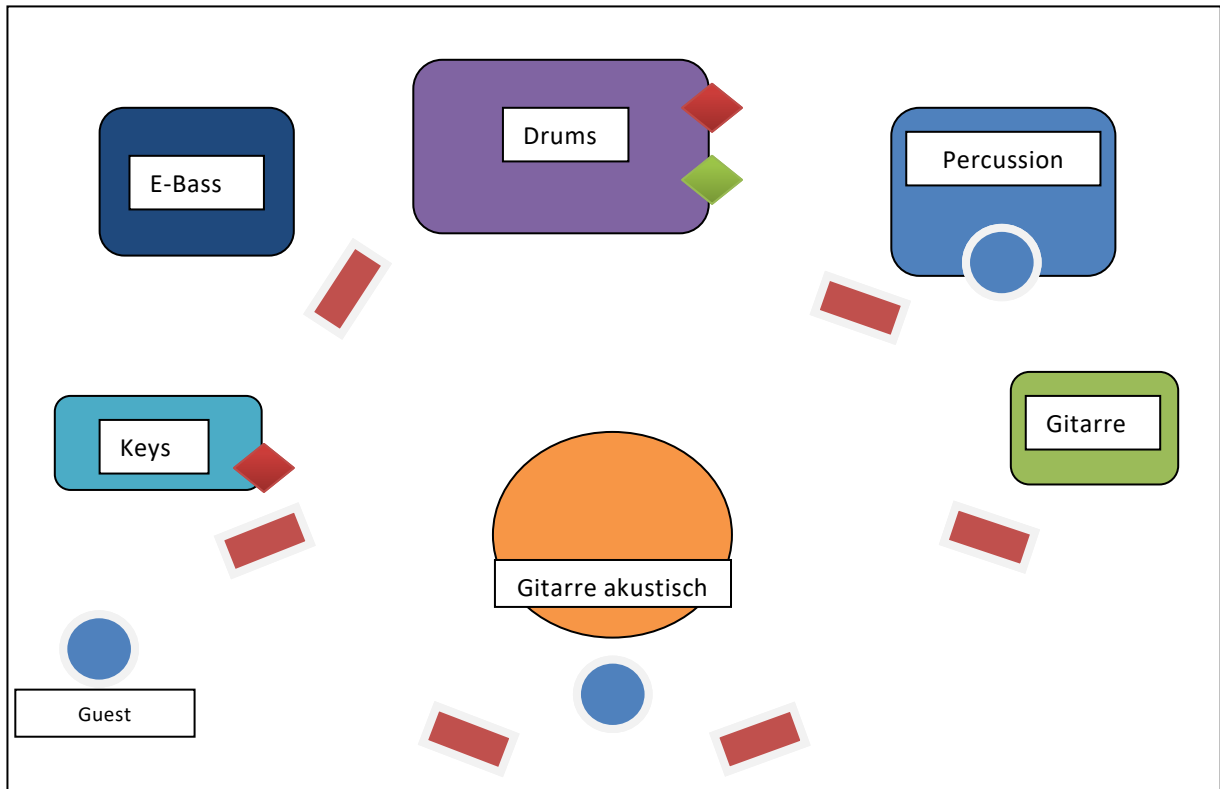 Drums
Percussion
E-Bass
Gitarre
Keys
Gitarre akustisch
Guest